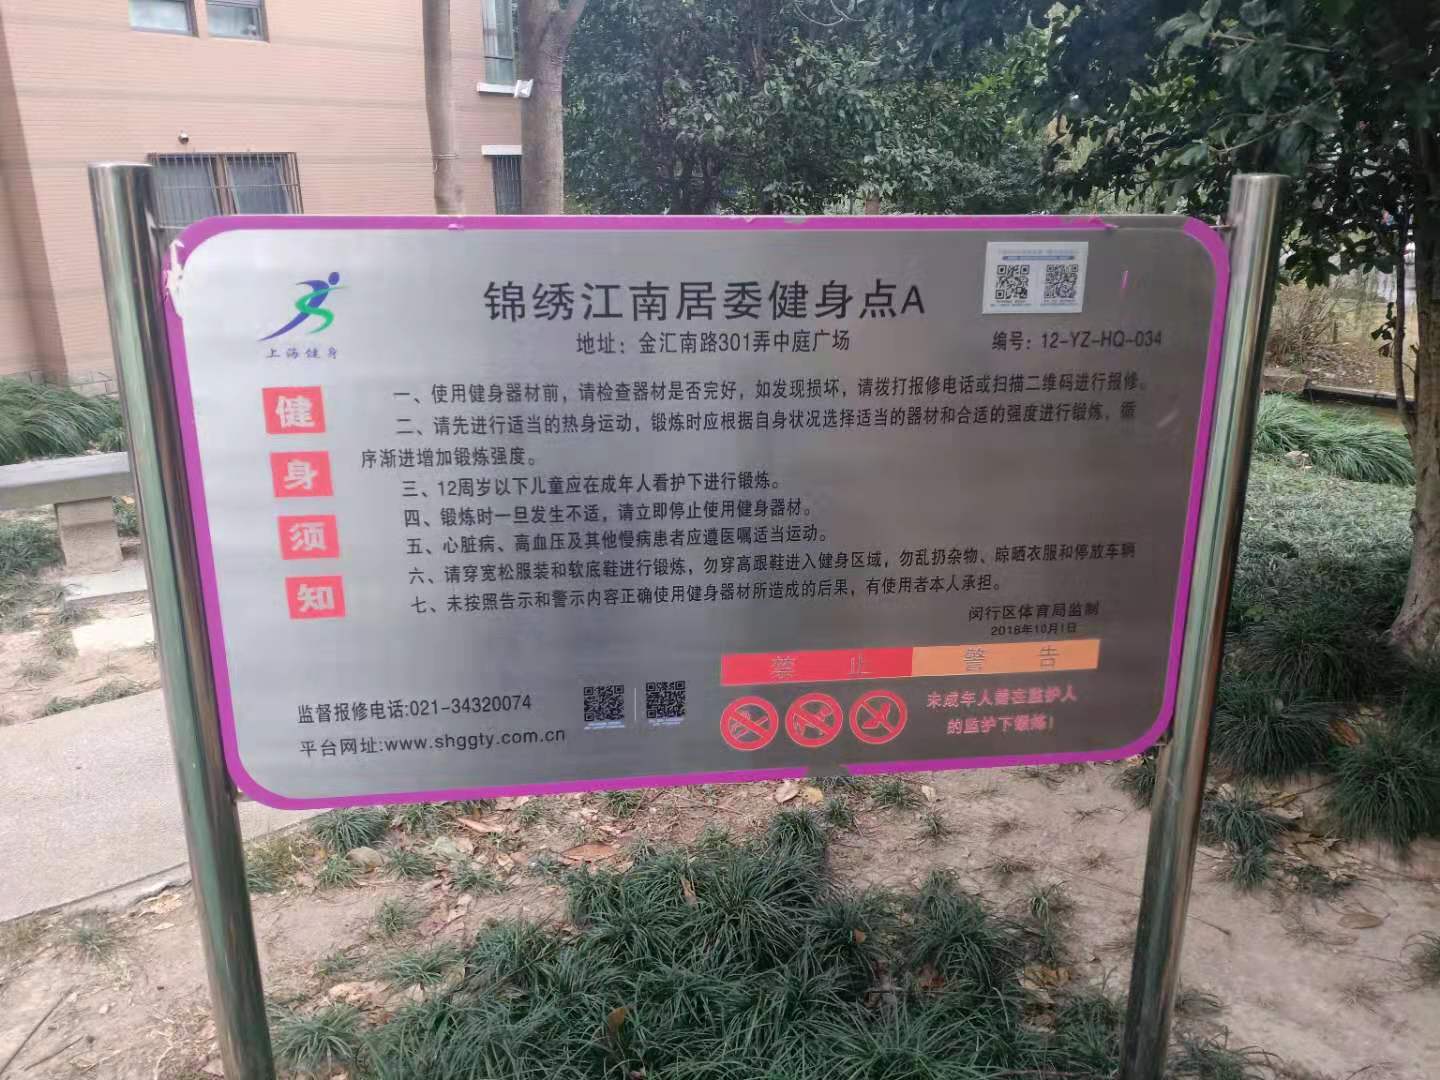 上海健身
锦绣江南居委健身点A
地址：金汇南路301弄中庭广场
编号：12-YZ-HQ-034
健身须知
一、使用健身器材前，请检查器材是否完好，如发现损坏，请拨打报修电话或扫描二维码进行报修。
二、请先进行适当的热身运动，锻炼时应根据自身状况选择适当的器材和合适的强度进行锻炼，循
序渐进增加锻炼强度。
三、12周岁以下儿童应在成年人看护下进行锻炼。
四、锻炼时一旦发生不适，请立即停止使用健身器材。
五、心脏病、高血压及其他慢病患者应遵医嘱适当运动。
六、请穿宽松服装和软底鞋进行锻炼，勿穿高跟鞋进入健身区域，勿乱扔杂物、晾晒衣服和停放车辆
七、未按照告示和警示内容正确使用健身器材所造成的后果，有使用者本人承担。
闵行区体育局监制
2018年10月1日
禁止 警告
未成年人需在监护人
的监护下锻炼！
监督报修电话:021-34320074
平台网址:www.shggty.com.cn